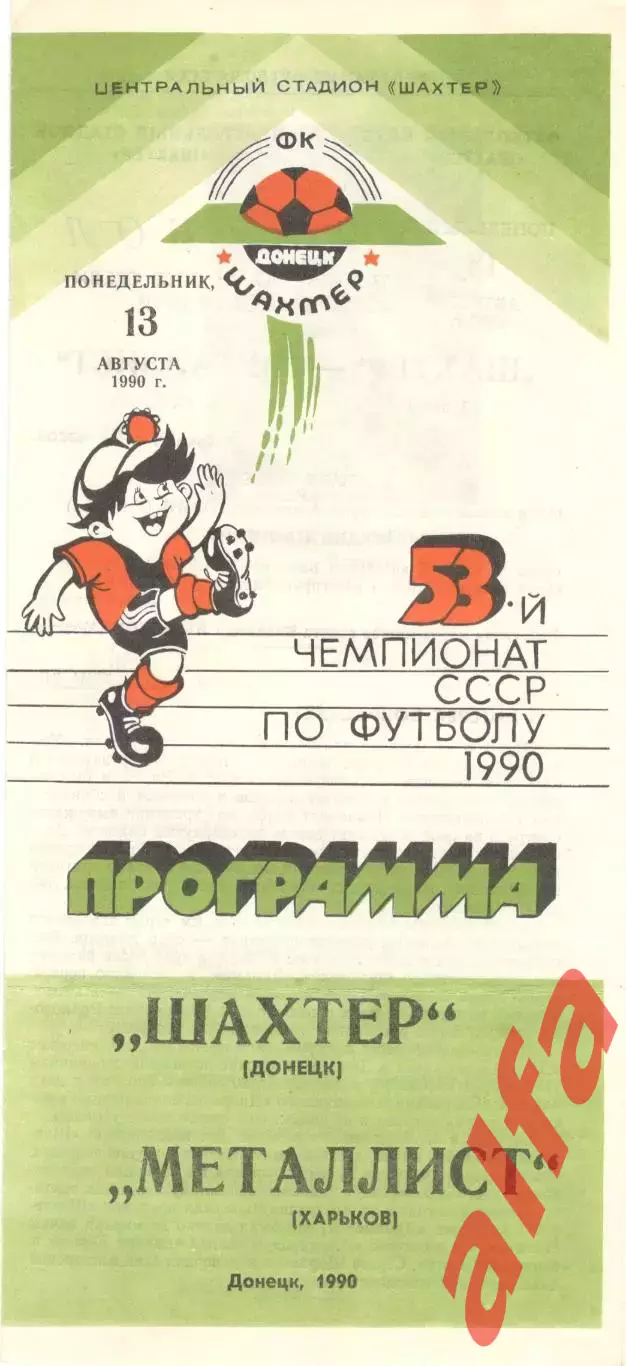 ЦЕНТРАЛЬНЫЙ СТАДИОН «ШАХТЕР»
ФК
ДОНЕЦК
ШАХТЕР
ПОНЕДЕЛЬНИК,
13
АВГУСТА
1990 г.
53-Й
ЧЕМПИОНАТ
СССР
ПО ФУТБОЛУ
1990
ПРОГРАММА
„ШАХТЕР“
(ДОНЕЦК)
„МЕТАЛЛИСТ“
(ХАРЬКОВ)
Донецк, 1990
alfa